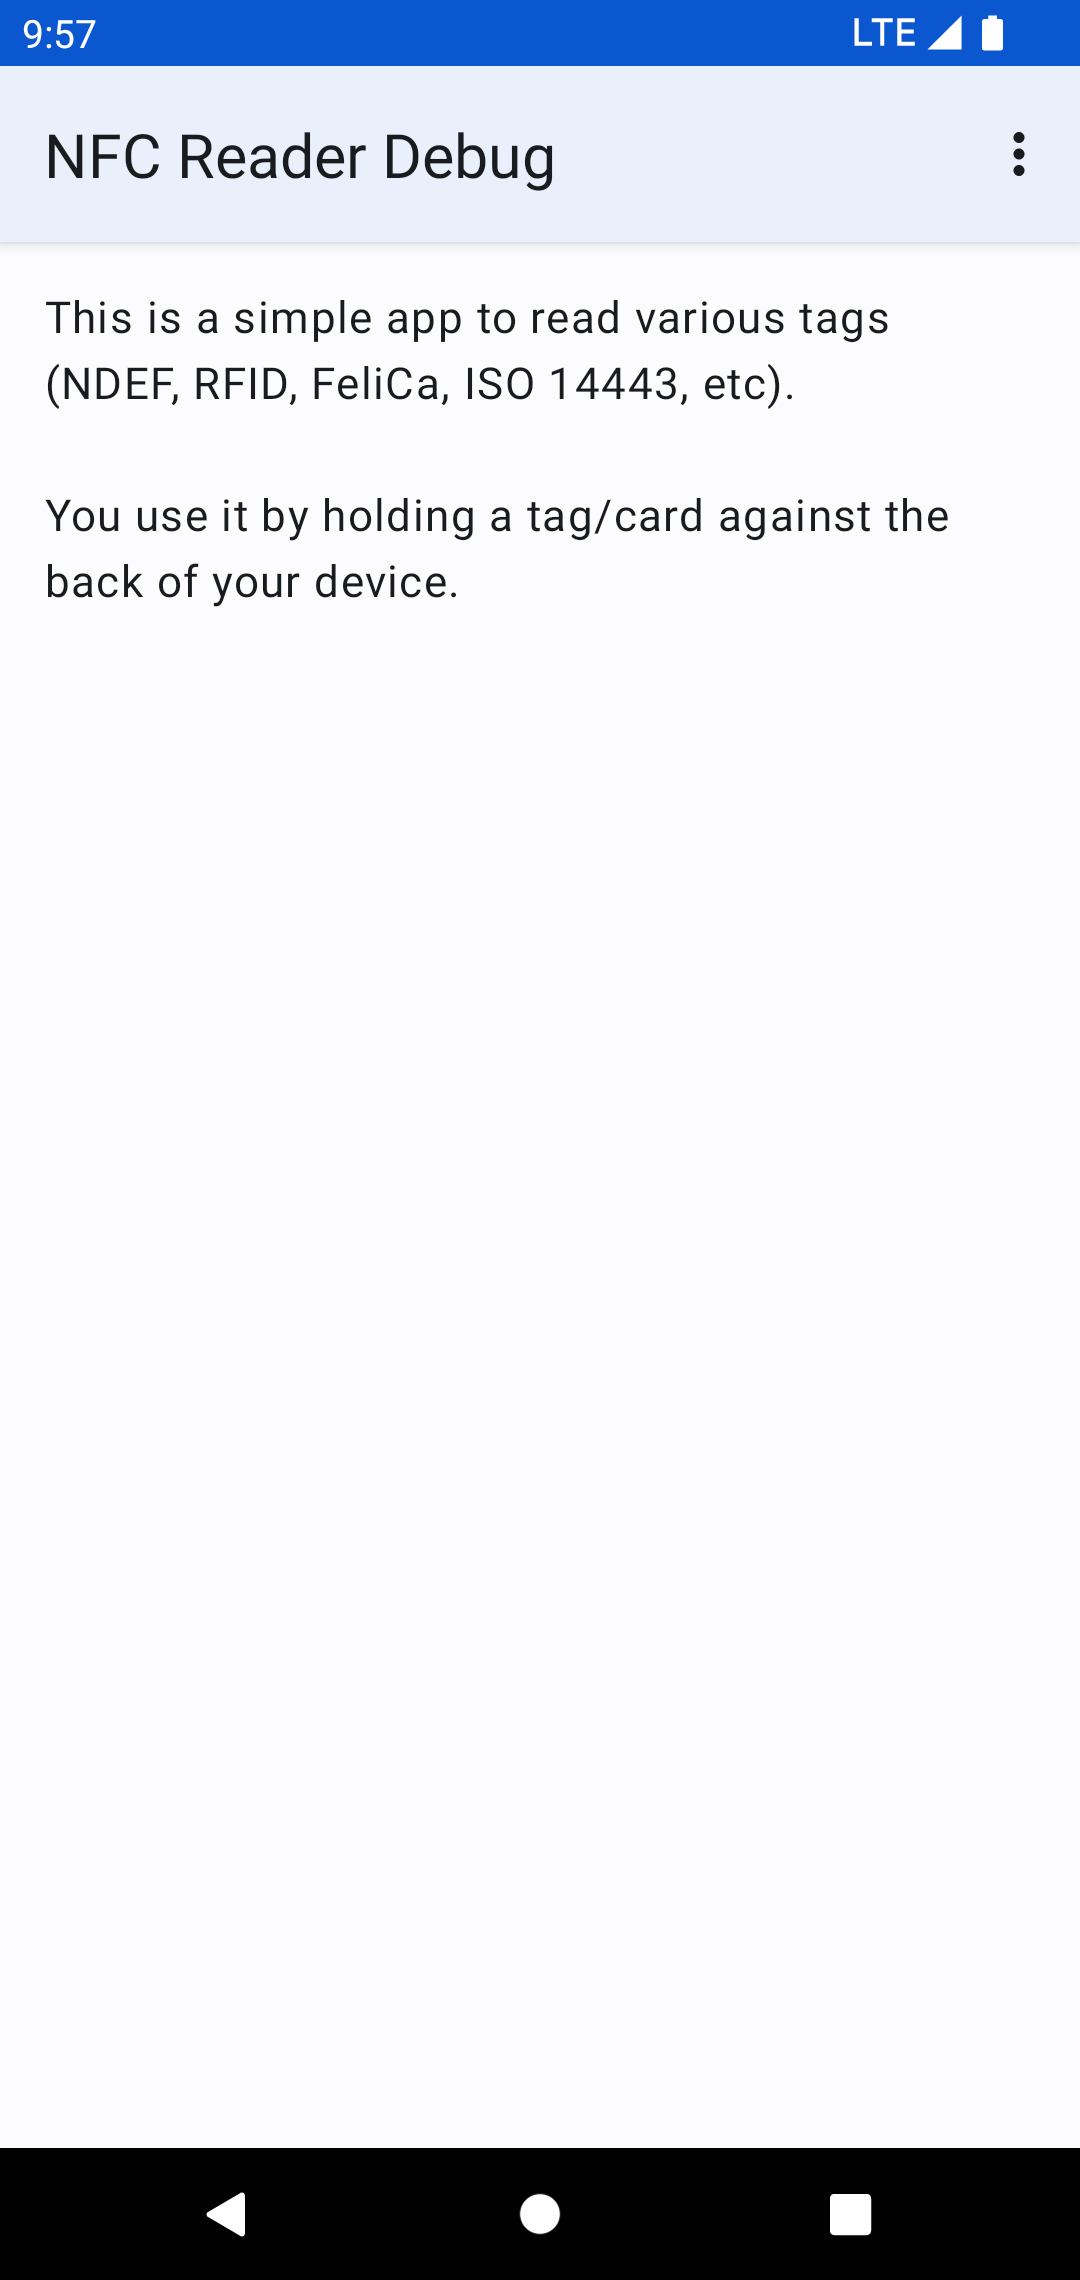 9:57
LTE
NFC Reader Debug
This is a simple app to read various tags
(NDEF, RFID, FeliCa, ISO 14443, etc).
You use it by holding a tag/card against the
back of your device.